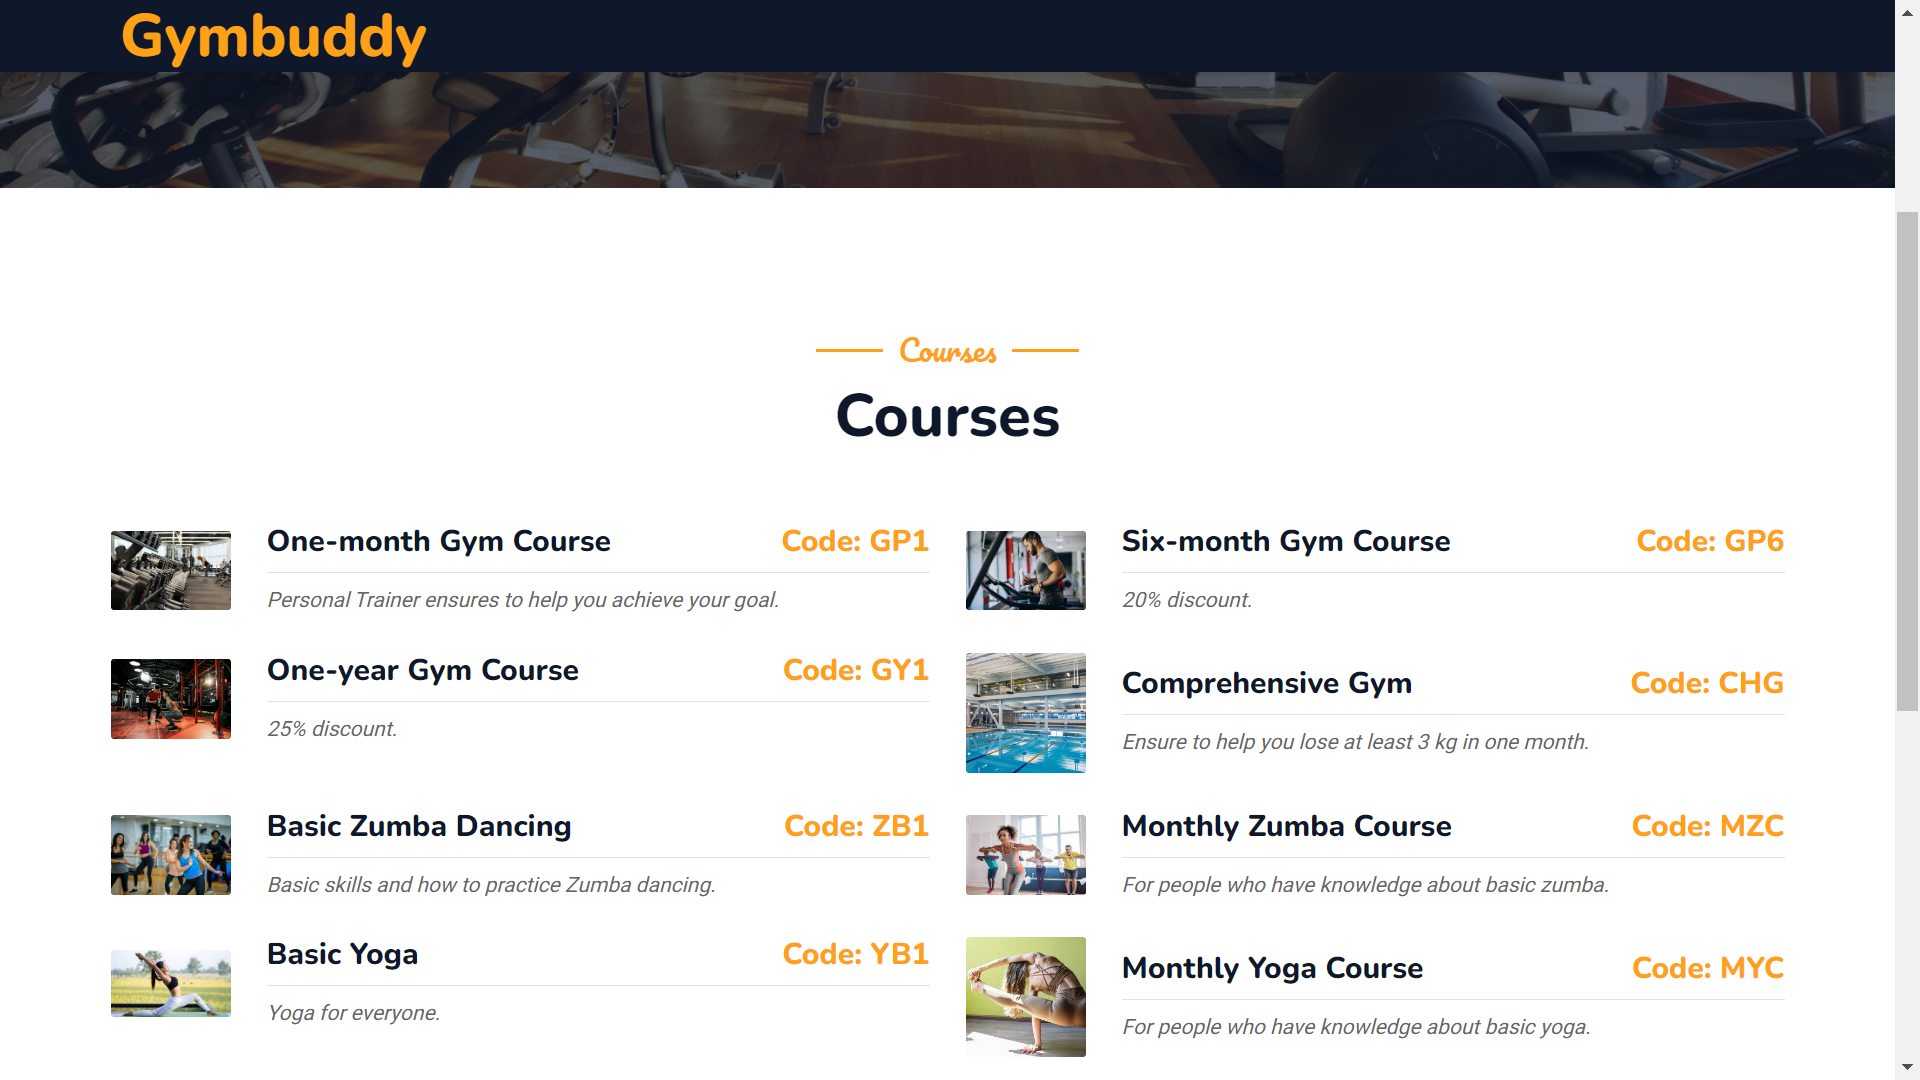 Gymbuddy
Courses
Courses
One-month Gym Course Code: GP1
Personal Trainer ensures to help you achieve your goal.
Six-month Gym Course Code: GP6
20% discount.
One-year Gym Course Code: GY1
25% discount.
Comprehensive Gym Code: CHG
Ensure to help you lose at least 3 kg in one month.
Basic Zumba Dancing Code: ZB1
Basic skills and how to practice Zumba dancing.
Monthly Zumba Course Code: MZC
For people who have knowledge about basic zumba.
Basic Yoga Code: YB1
Yoga for everyone.
Monthly Yoga Course Code: MYC
For people who have knowledge about basic yoga.